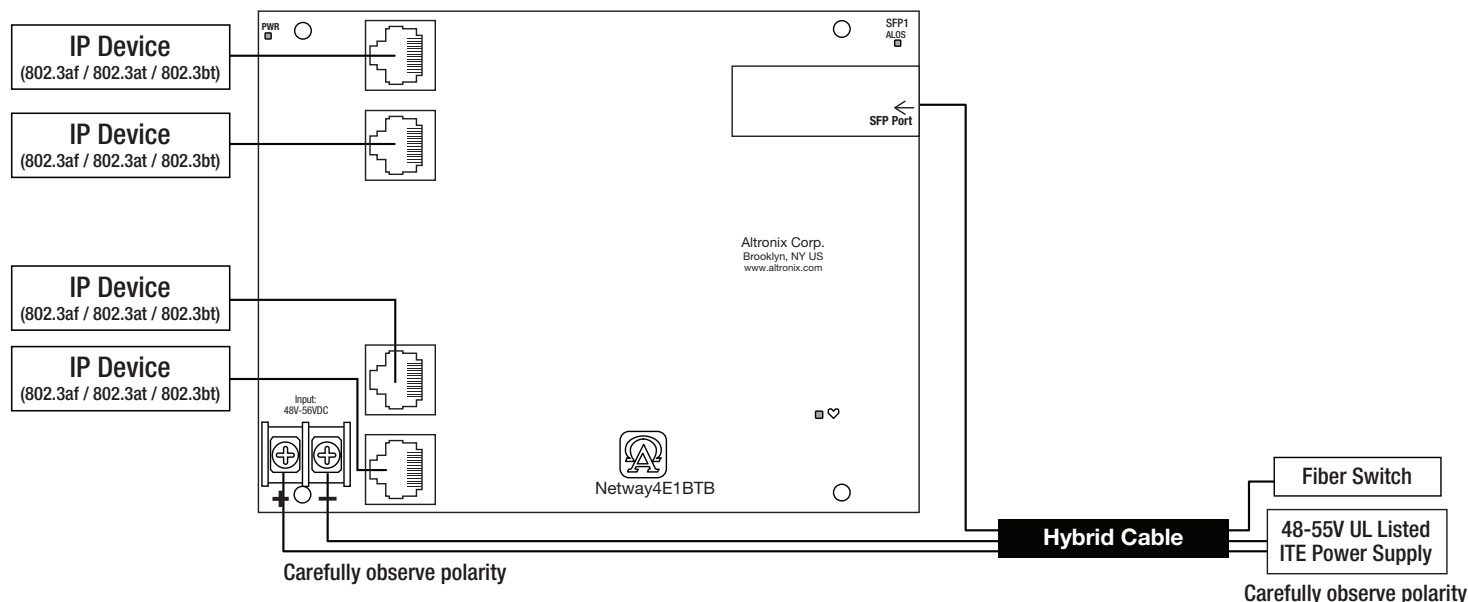 PWR
SFP1
ALOS
IP Device
(802.3af / 802.3at / 802.3bt)
SFP Port
IP Device
(802.3af / 802.3at / 802.3bt)
Altronix Corp.
Brooklyn, NY US
www.altronix.com
IP Device
(802.3af / 802.3at / 802.3bt)
IP Device
(802.3af / 802.3at / 802.3bt)
Input:
48V-56VDC
+ −
Netway4E1BTB
Fiber Switch
Hybrid Cable
48-55V UL Listed
ITE Power Supply
Carefully observe polarity
Carefully observe polarity